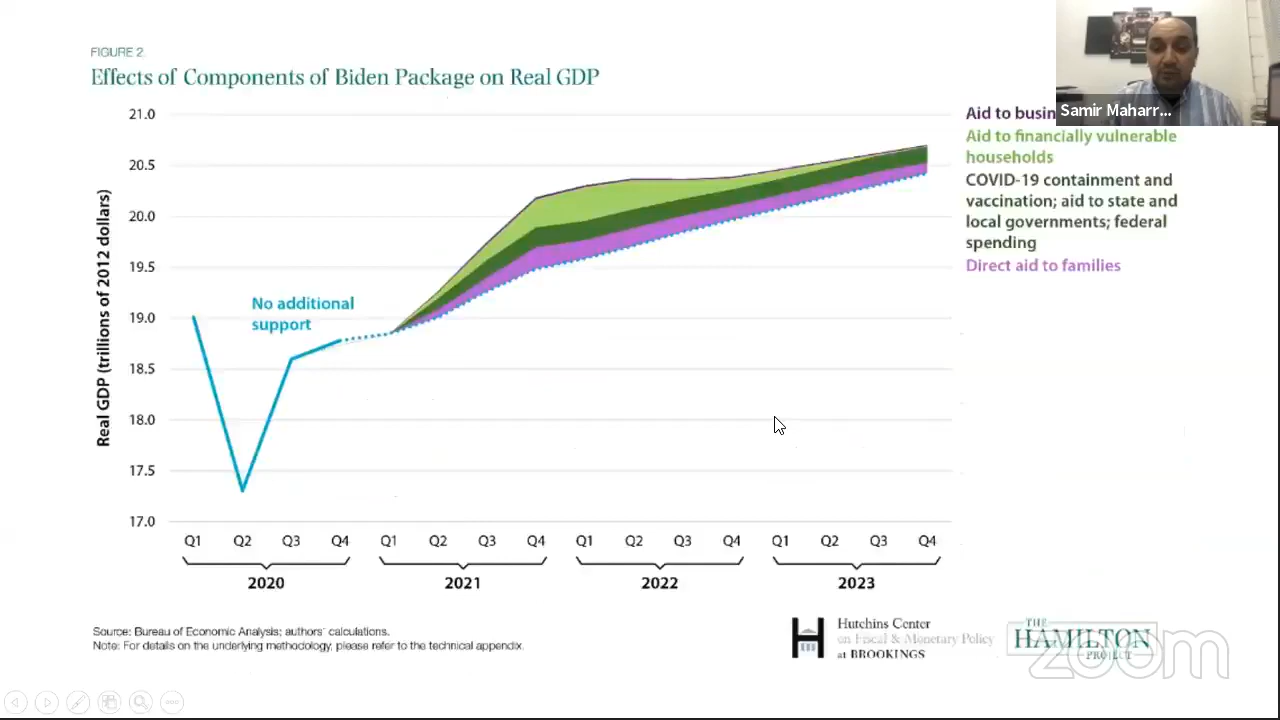 FIGURE 2.
Effects of Components of Biden Package on Real GDP
Samir Maharr...
Aid to busin
Aid to financially vulnerable
households
COVID-19 containment and
vaccination; aid to state and
local governments; federal
spending
Direct aid to families
Real GDP (trillions of 2012 dollars)
21.0
20.5
20.0
19.5
19.0
18.5
18.0
17.5
17.0
No additional
support
Q1 Q2 Q3 Q4 Q1 Q2 Q3 Q4 Q1 Q2 Q3 Q4 Q1 Q2 Q3 Q4
2020 2021 2022 2023
Source: Bureau of Economic Analysis; authors' calculations.
Note: For details on the underlying methodology, please refer to the technical appendix.
H
Hutchins Center
on Fiscal & Monetary Policy
at BROOKINGS
THE
HAMILTON
PROJECT
zoom